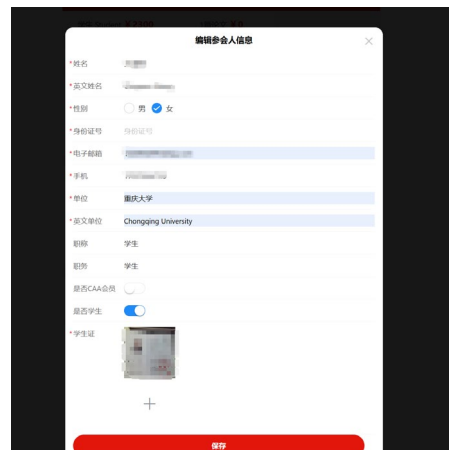 编辑参会人信息
*姓名
*英文姓名
*性别 男 女
*身份证号 身份证号
*电子邮箱
*手机
*单位 重庆大学
*英文单位 Chongqing University
职称 学生
职务 学生
是否CAA会员
是否学生
*学生证
保存